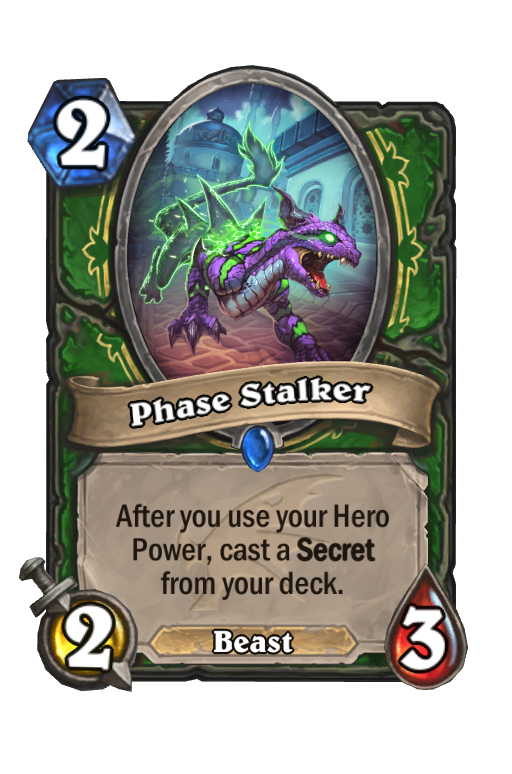 2
Phase Stalker
After you use your Hero
Power, cast a Secret
from your deck.
2
Beast
3